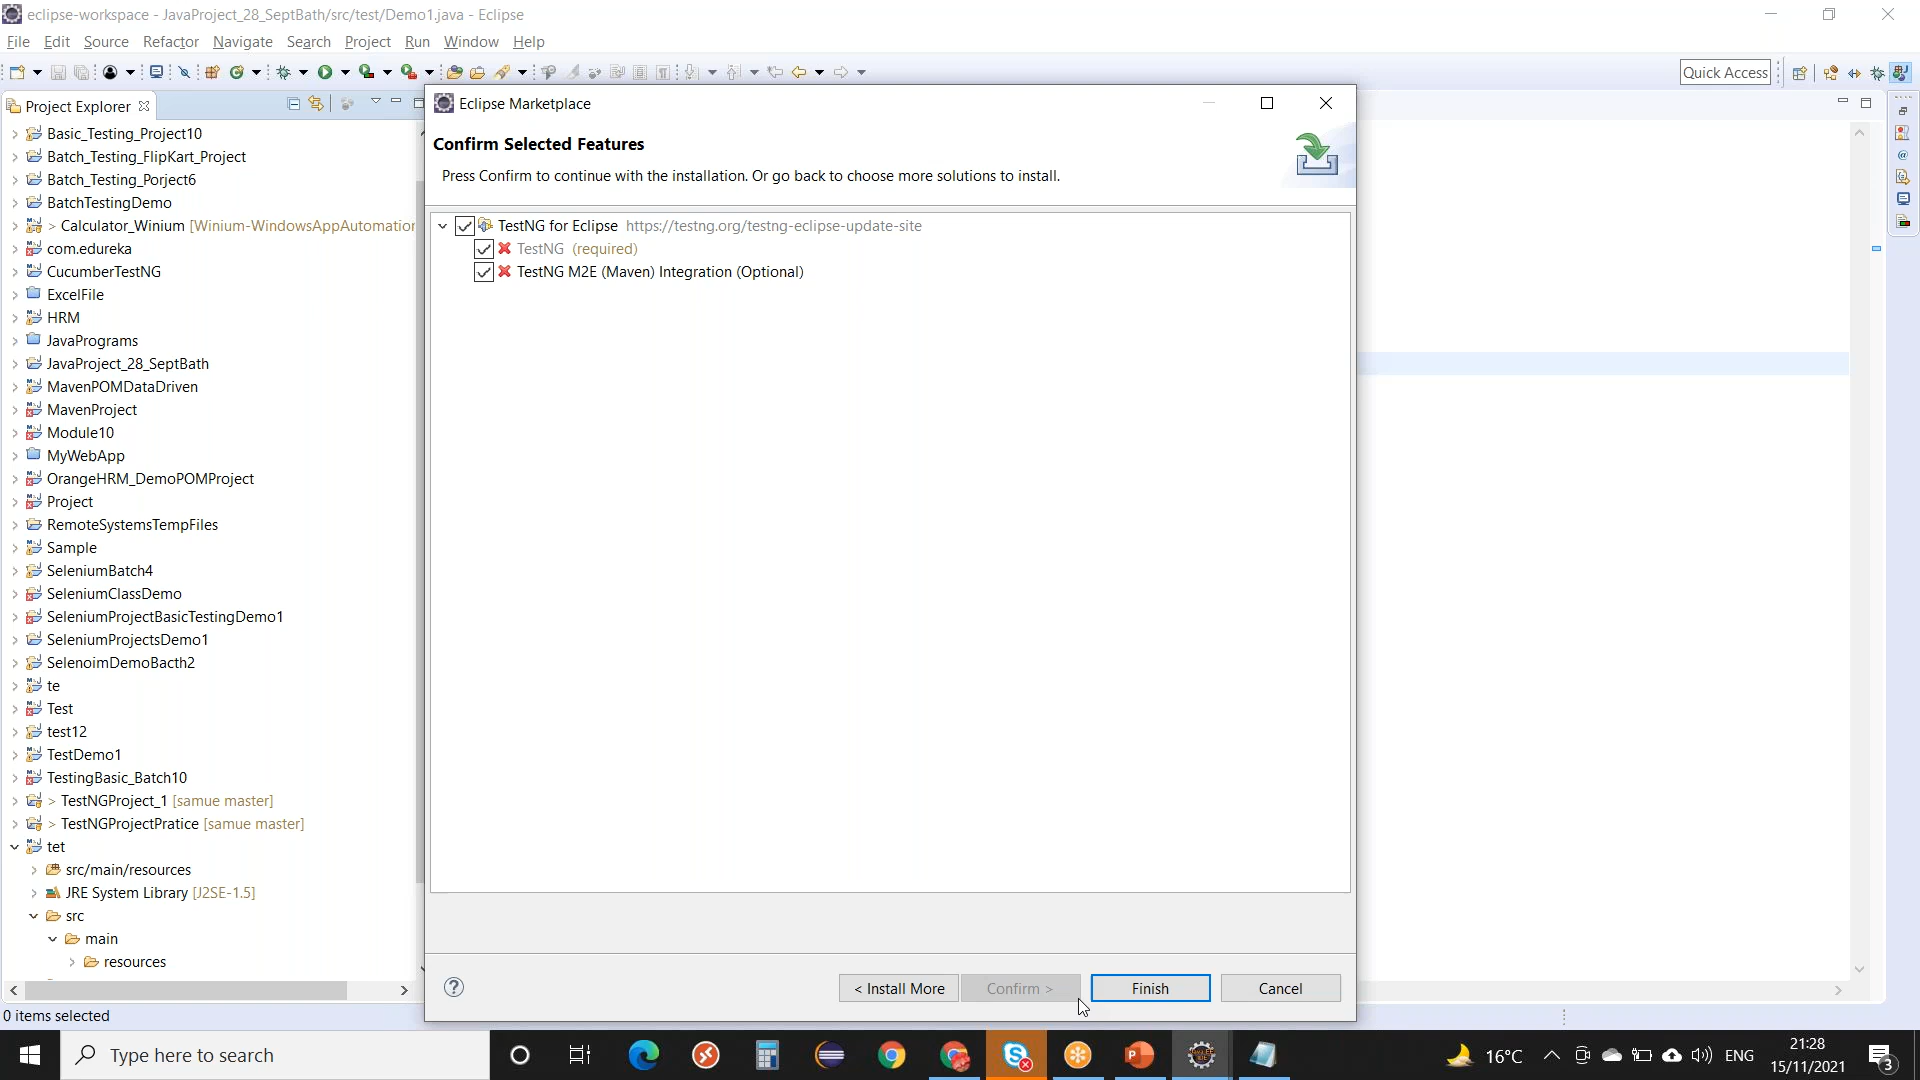 eclipse-workspace - JavaProject_28_SeptBath/src/test/Demo1.java - Eclipse
File Edit Source Refactor Navigate Search Project Run Window Help
Quick Access
Project Explorer
Basic_Testing_Project10
Batch_Testing_FlipKart_Project
Batch_Testing_Porject6
BatchTestingDemo
> Calculator_Winium [Winium-WindowsAppAutomation
com.edureka
CucumberTestNG
ExcelFile
HRM
JavaPrograms
JavaProject_28_SeptBath
MavenPOMDataDriven
MavenProject
Module10
MyWebApp
OrangeHRM_DemoPOMProject
Project
RemoteSystemsTempFiles
Sample
SeleniumBatch4
SeleniumClassDemo
SeleniumProjectBasicTestingDemo1
SeleniumProjectsDemo1
SelenoimDemoBacth2
te
Test
test12
TestDemo1
TestingBasic_Batch10
> TestNGProject_1 [samue master]
> TestNGProjectPratice [samue master]
tet
src/main/resources
JRE System Library [J2SE-1.5]
src
main
resources
0 items selected
Eclipse Marketplace
Confirm Selected Features
Press Confirm to continue with the installation. Or go back to choose more solutions to install.
TestNG for Eclipse https://testng.org/testng-eclipse-update-site
TestNG (required)
TestNG M2E (Maven) Integration (Optional)
< Install More Confirm > Finish Cancel
Type here to search
16°C ENG
21:28
15/11/2021
3